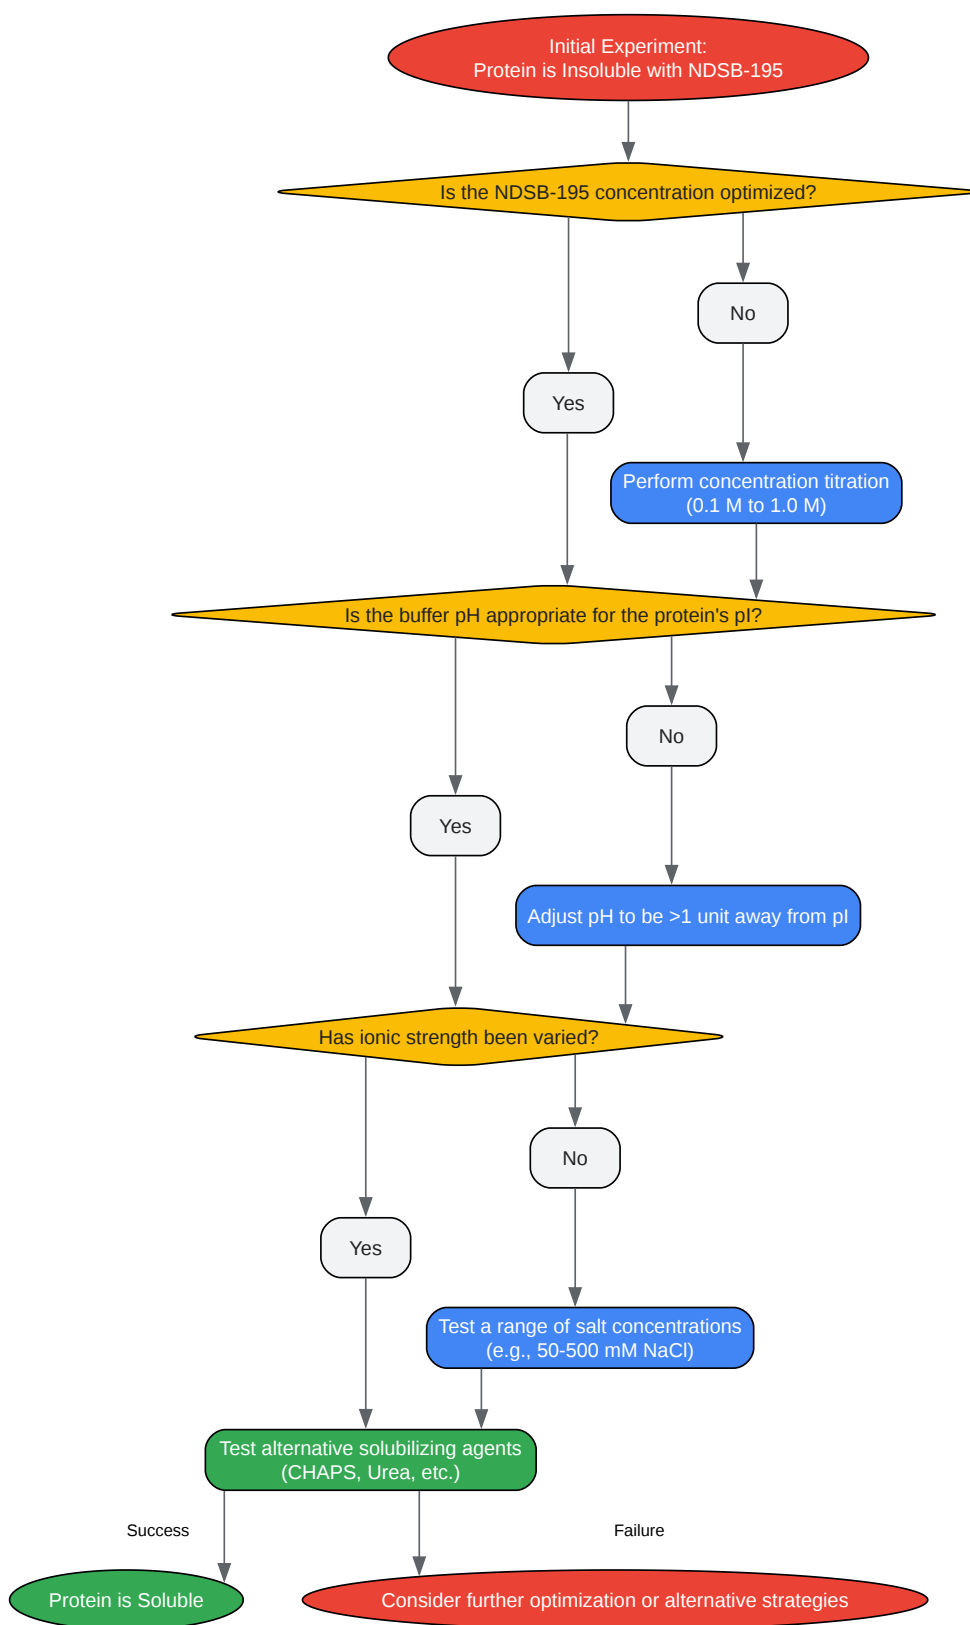 Initial Experiment:
Protein is Insoluble with NDSB-195
Is the NDSB-195 concentration optimized?
No
Yes
Perform concentration titration
(0.1 M to 1.0 M)
Is the buffer pH appropriate for the protein's pI?
No
Yes
Adjust pH to be >1 unit away from pI
Has ionic strength been varied?
No
Yes
Test a range of salt concentrations
(e.g., 50-500 mM NaCl)
Test alternative solubilizing agents
(CHAPS, Urea, etc.)
Success
Failure
Protein is Soluble
Consider further optimization or alternative strategies